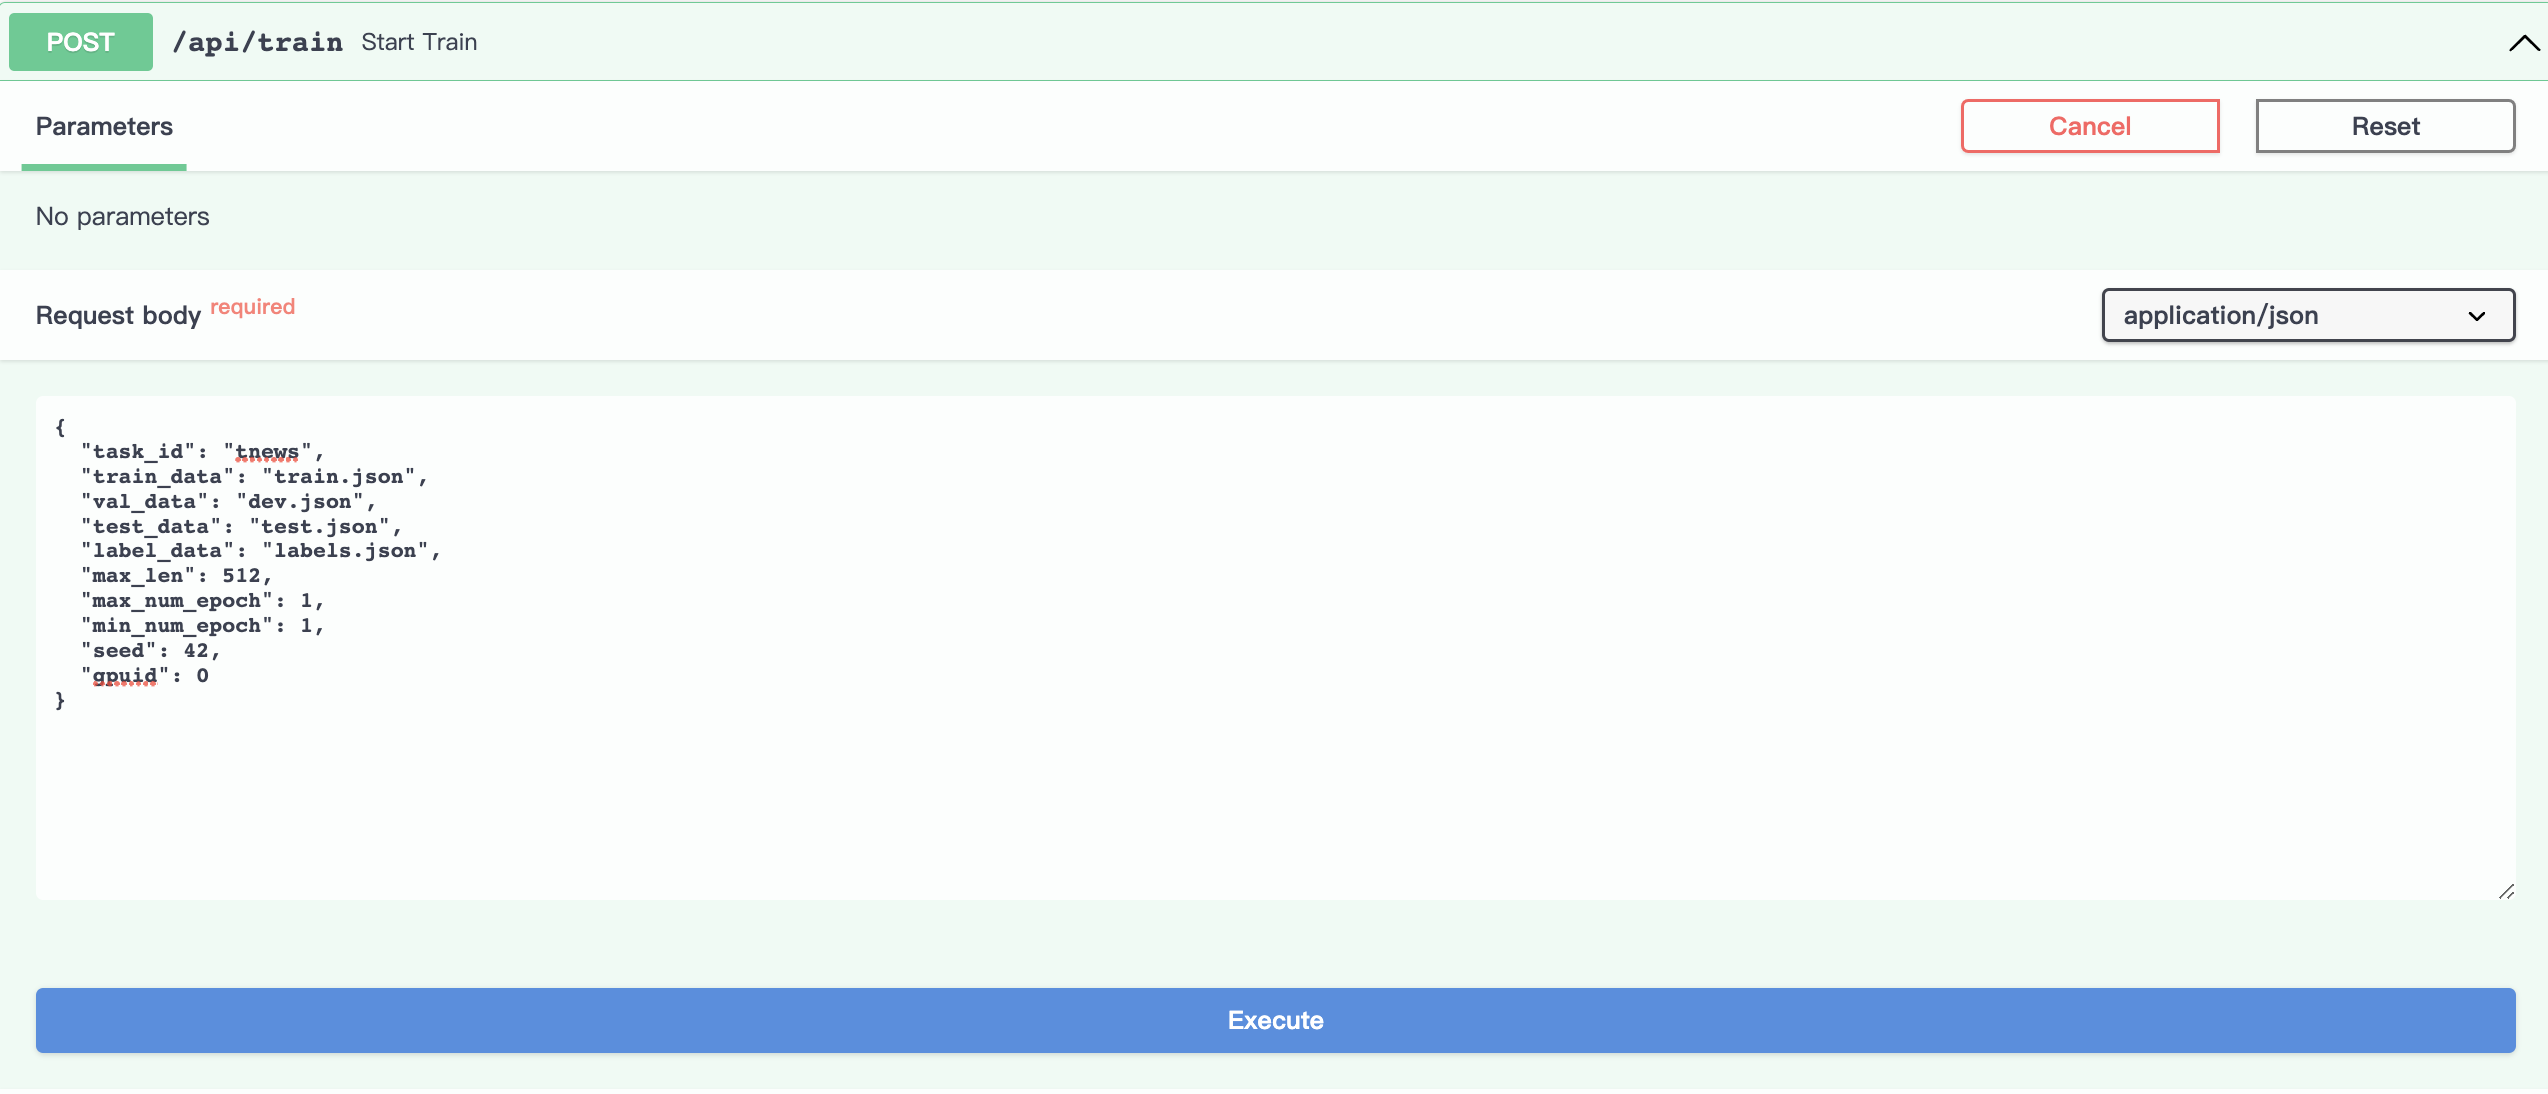 POST /api/train Start Train
Parameters
Cancel
Reset
No parameters
Request body required
application/json
{
  "task_id": "tnews",
  "train_data": "train.json",
  "val_data": "dev.json",
  "test_data": "test.json",
  "label_data": "labels.json",
  "max_len": 512,
  "max_num_epoch": 1,
  "min_num_epoch": 1,
  "seed": 42,
  "gpuid": 0
}
Execute